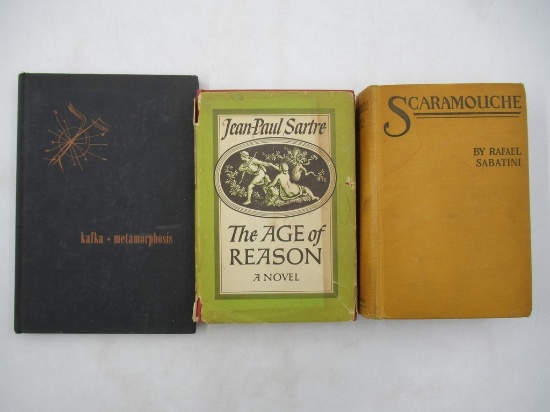 kafka - metamorphosis
Jean-Paul Sartre
The AGE of
REASON
A NOVEL
SCARAMOUCHE
BY RAFAEL
SABATINI